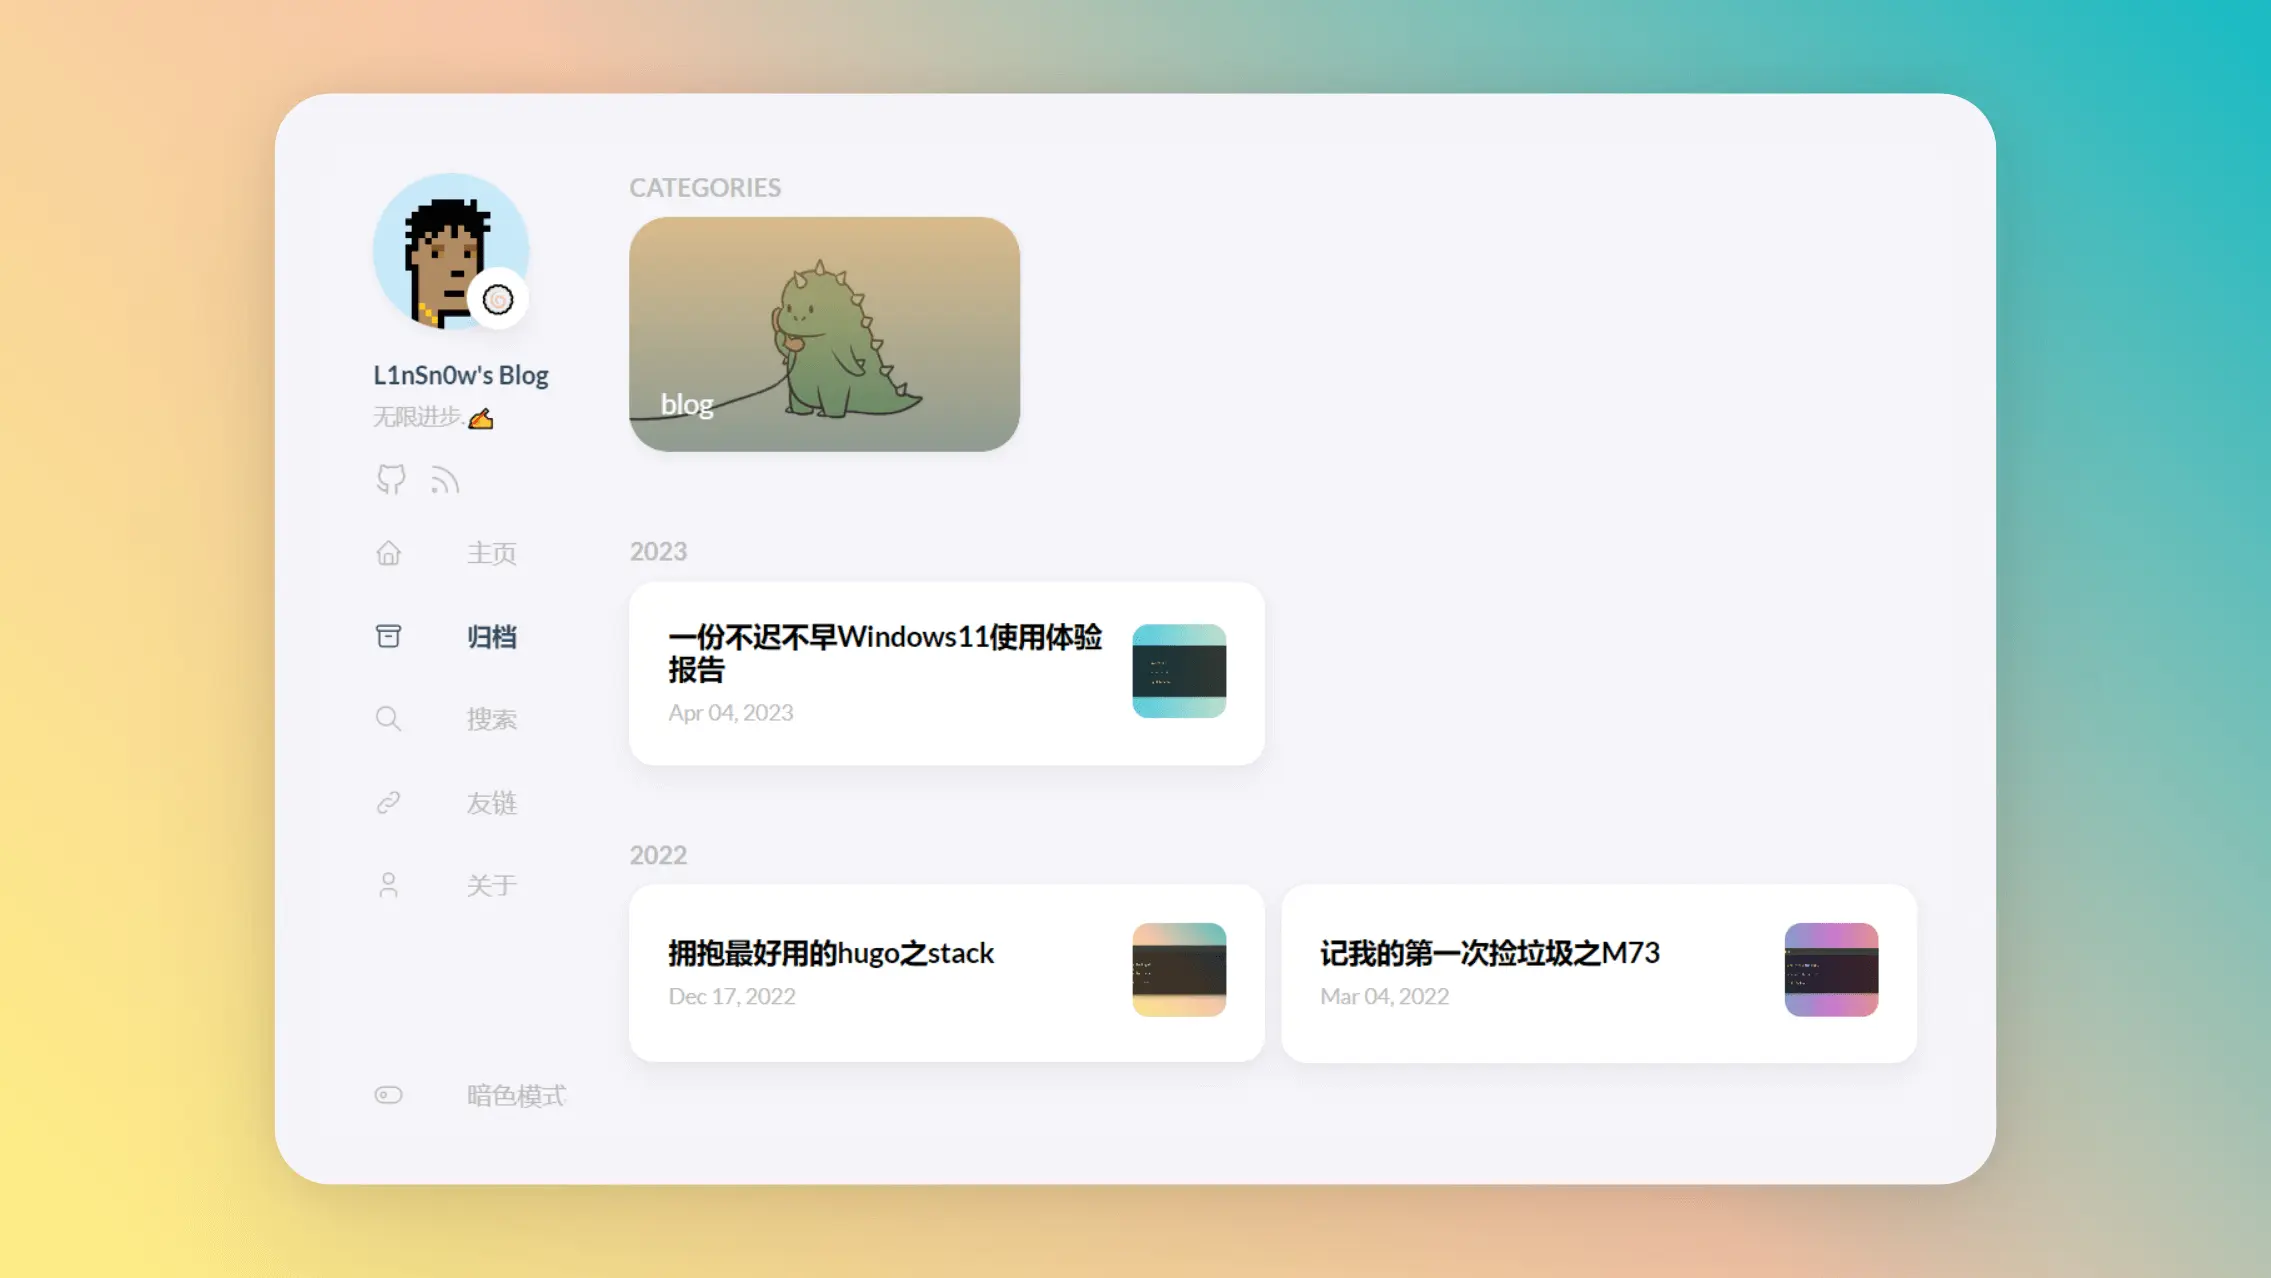 L1nSn0w's Blog
无限进步.✍
主页
归档
搜索
友链
关于
暗色模式
CATEGORIES
blog
2023
一份不迟不早Windows11使用体验
报告
Apr 04, 2023
2022
拥抱最好用的hugo之stack
Dec 17, 2022
记我的第一次捡垃圾之M73
Mar 04, 2022